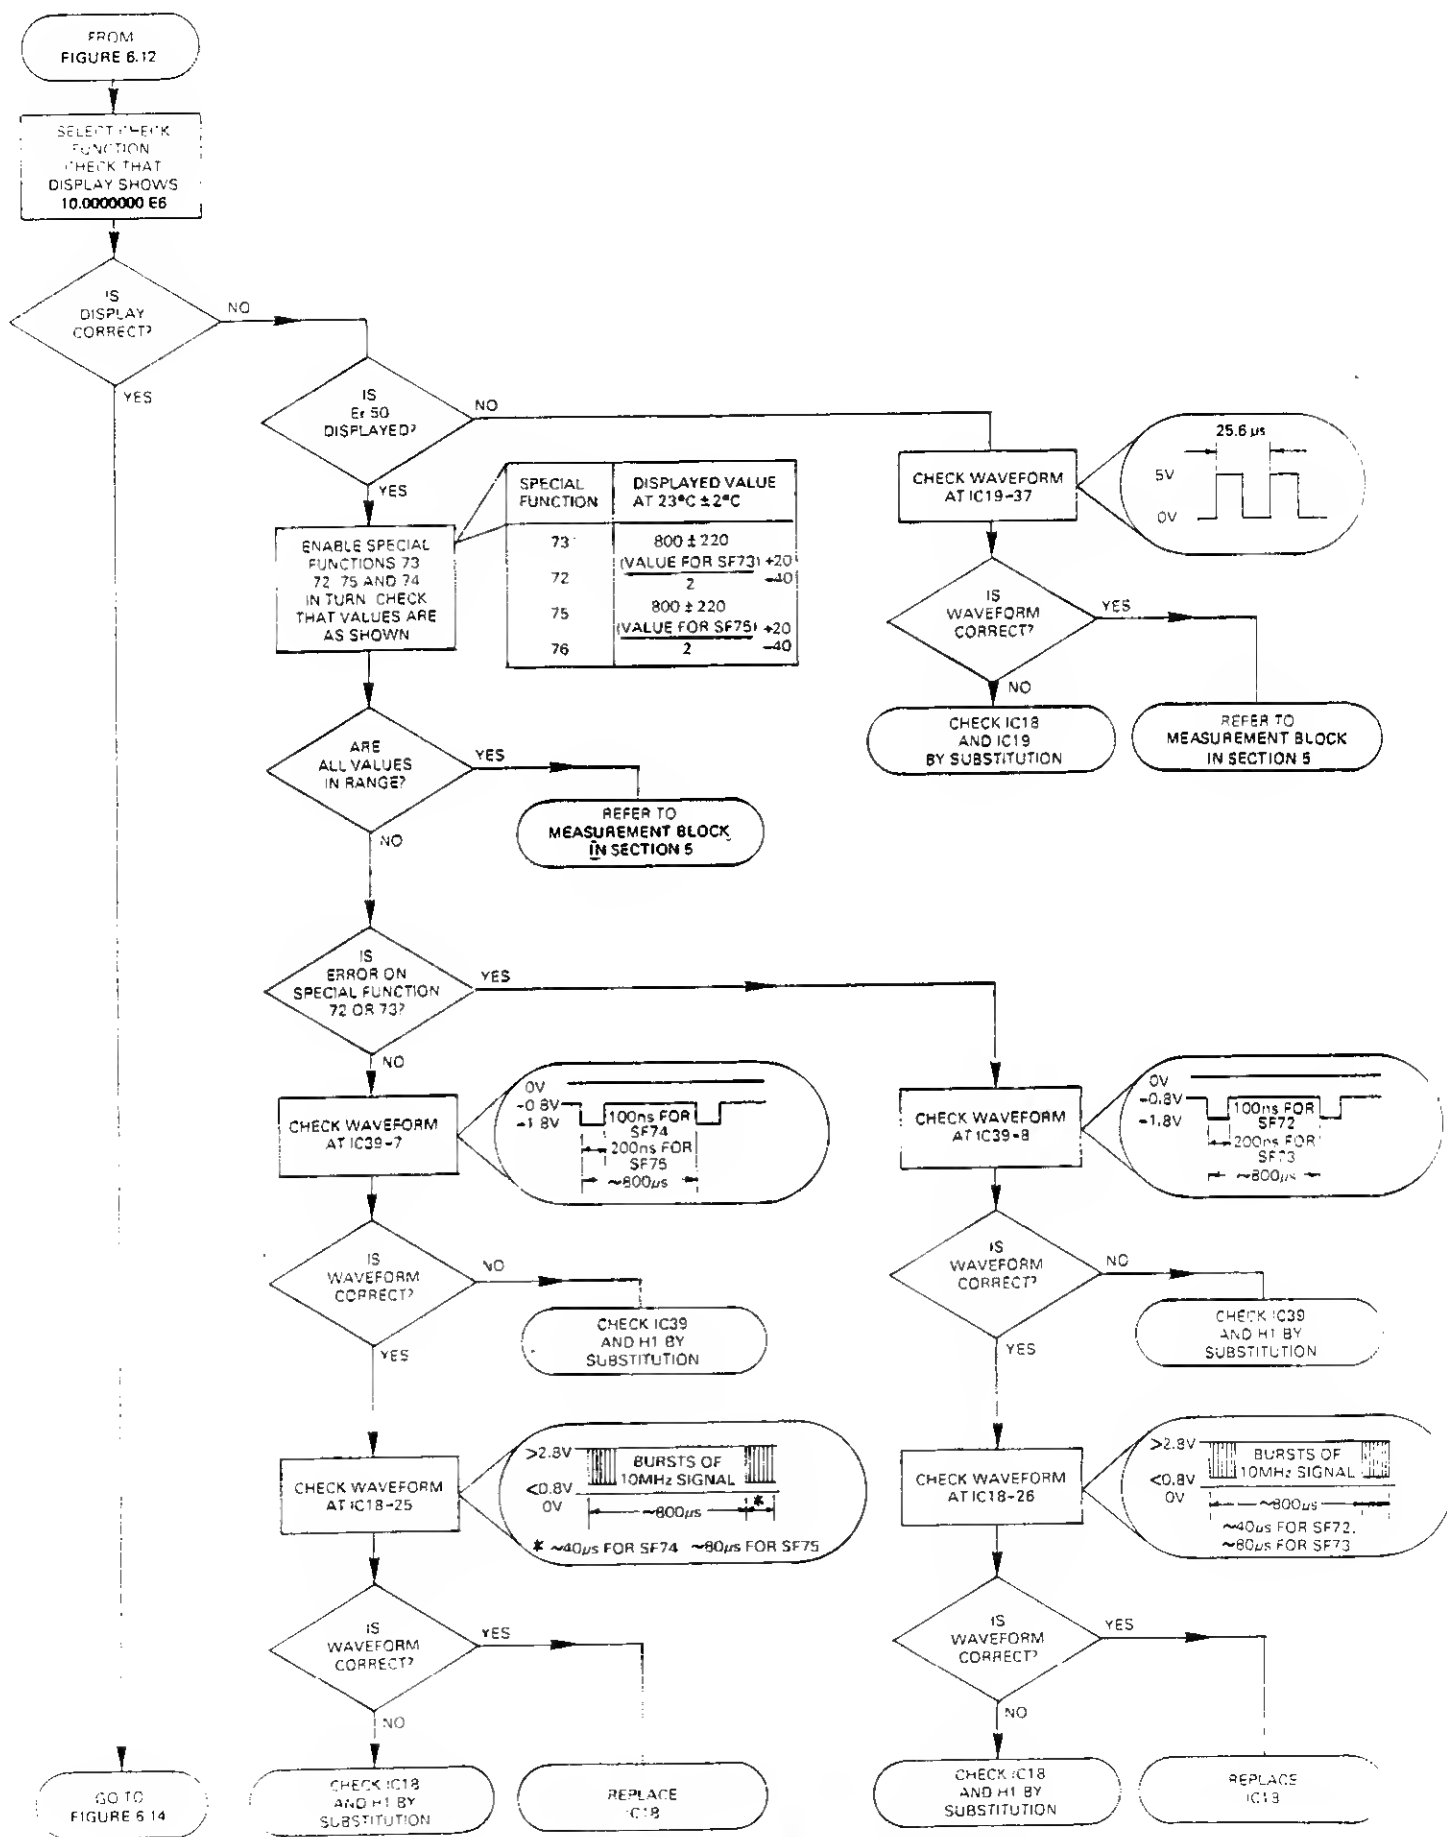 FROM
FIGURE 6.12
SELECT CHECK
FUNCTION
CHECK THAT
DISPLAY SHOWS
10.0000000 E6
IS
DISPLAY
CORRECT?
NO
YES
IS
Er 50
DISPLAYED?
NO
YES
ENABLE SPECIAL
FUNCTIONS 73
72 75 AND 74
IN TURN CHECK
THAT VALUES ARE
AS SHOWN
SPECIAL FUNCTION
DISPLAYED VALUE AT 23°C ±2°C
73
800 ± 220
72
(VALUE FOR SF73) +20
2 -40
75
800 ± 220
76
(VALUE FOR SF75) +20
2 -40
CHECK WAVEFORM
AT IC19-37
25.6 µs
5V
0V
IS
WAVEFORM
CORRECT?
YES
NO
CHECK IC18
AND IC19
BY SUBSTITUTION
REFER TO
MEASUREMENT BLOCK
IN SECTION 5
ARE
ALL VALUES
IN RANGE?
YES
NO
REFER TO
MEASUREMENT BLOCK
IN SECTION 5
IS
ERROR ON
SPECIAL FUNCTION
72 OR 73?
YES
NO
CHECK WAVEFORM
AT IC39-7
0V
-0.8V
-1.8V
100ns FOR
SF74
200ns FOR
SF75
~800µs
CHECK WAVEFORM
AT IC39-8
0V
-0.8V
-1.8V
100ns FOR
SF72
200ns FOR
SF73
~800µs
IS
WAVEFORM
CORRECT?
NO
YES
CHECK IC39
AND H1 BY
SUBSTITUTION
IS
WAVEFORM
CORRECT?
NO
YES
CHECK IC39
AND H1 BY
SUBSTITUTION
CHECK WAVEFORM
AT IC18-25
>2.8V
<0.8V
0V
BURSTS OF
10MHz SIGNAL
~800µs
*
* ~40µs FOR SF74 ~80µs FOR SF75
CHECK WAVEFORM
AT IC18-26
>2.8V
<0.8V
0V
BURSTS OF
10MHz SIGNAL
~800µs
~40µs FOR SF72.
~80µs FOR SF73
IS
WAVEFORM
CORRECT?
YES
NO
IS
WAVEFORM
CORRECT?
YES
NO
GO TO
FIGURE 6.14
CHECK IC18
AND H1 BY
SUBSTITUTION
REPLACE
IC18
CHECK IC18
AND H1 BY
SUBSTITUTION
REPLACE
IC18